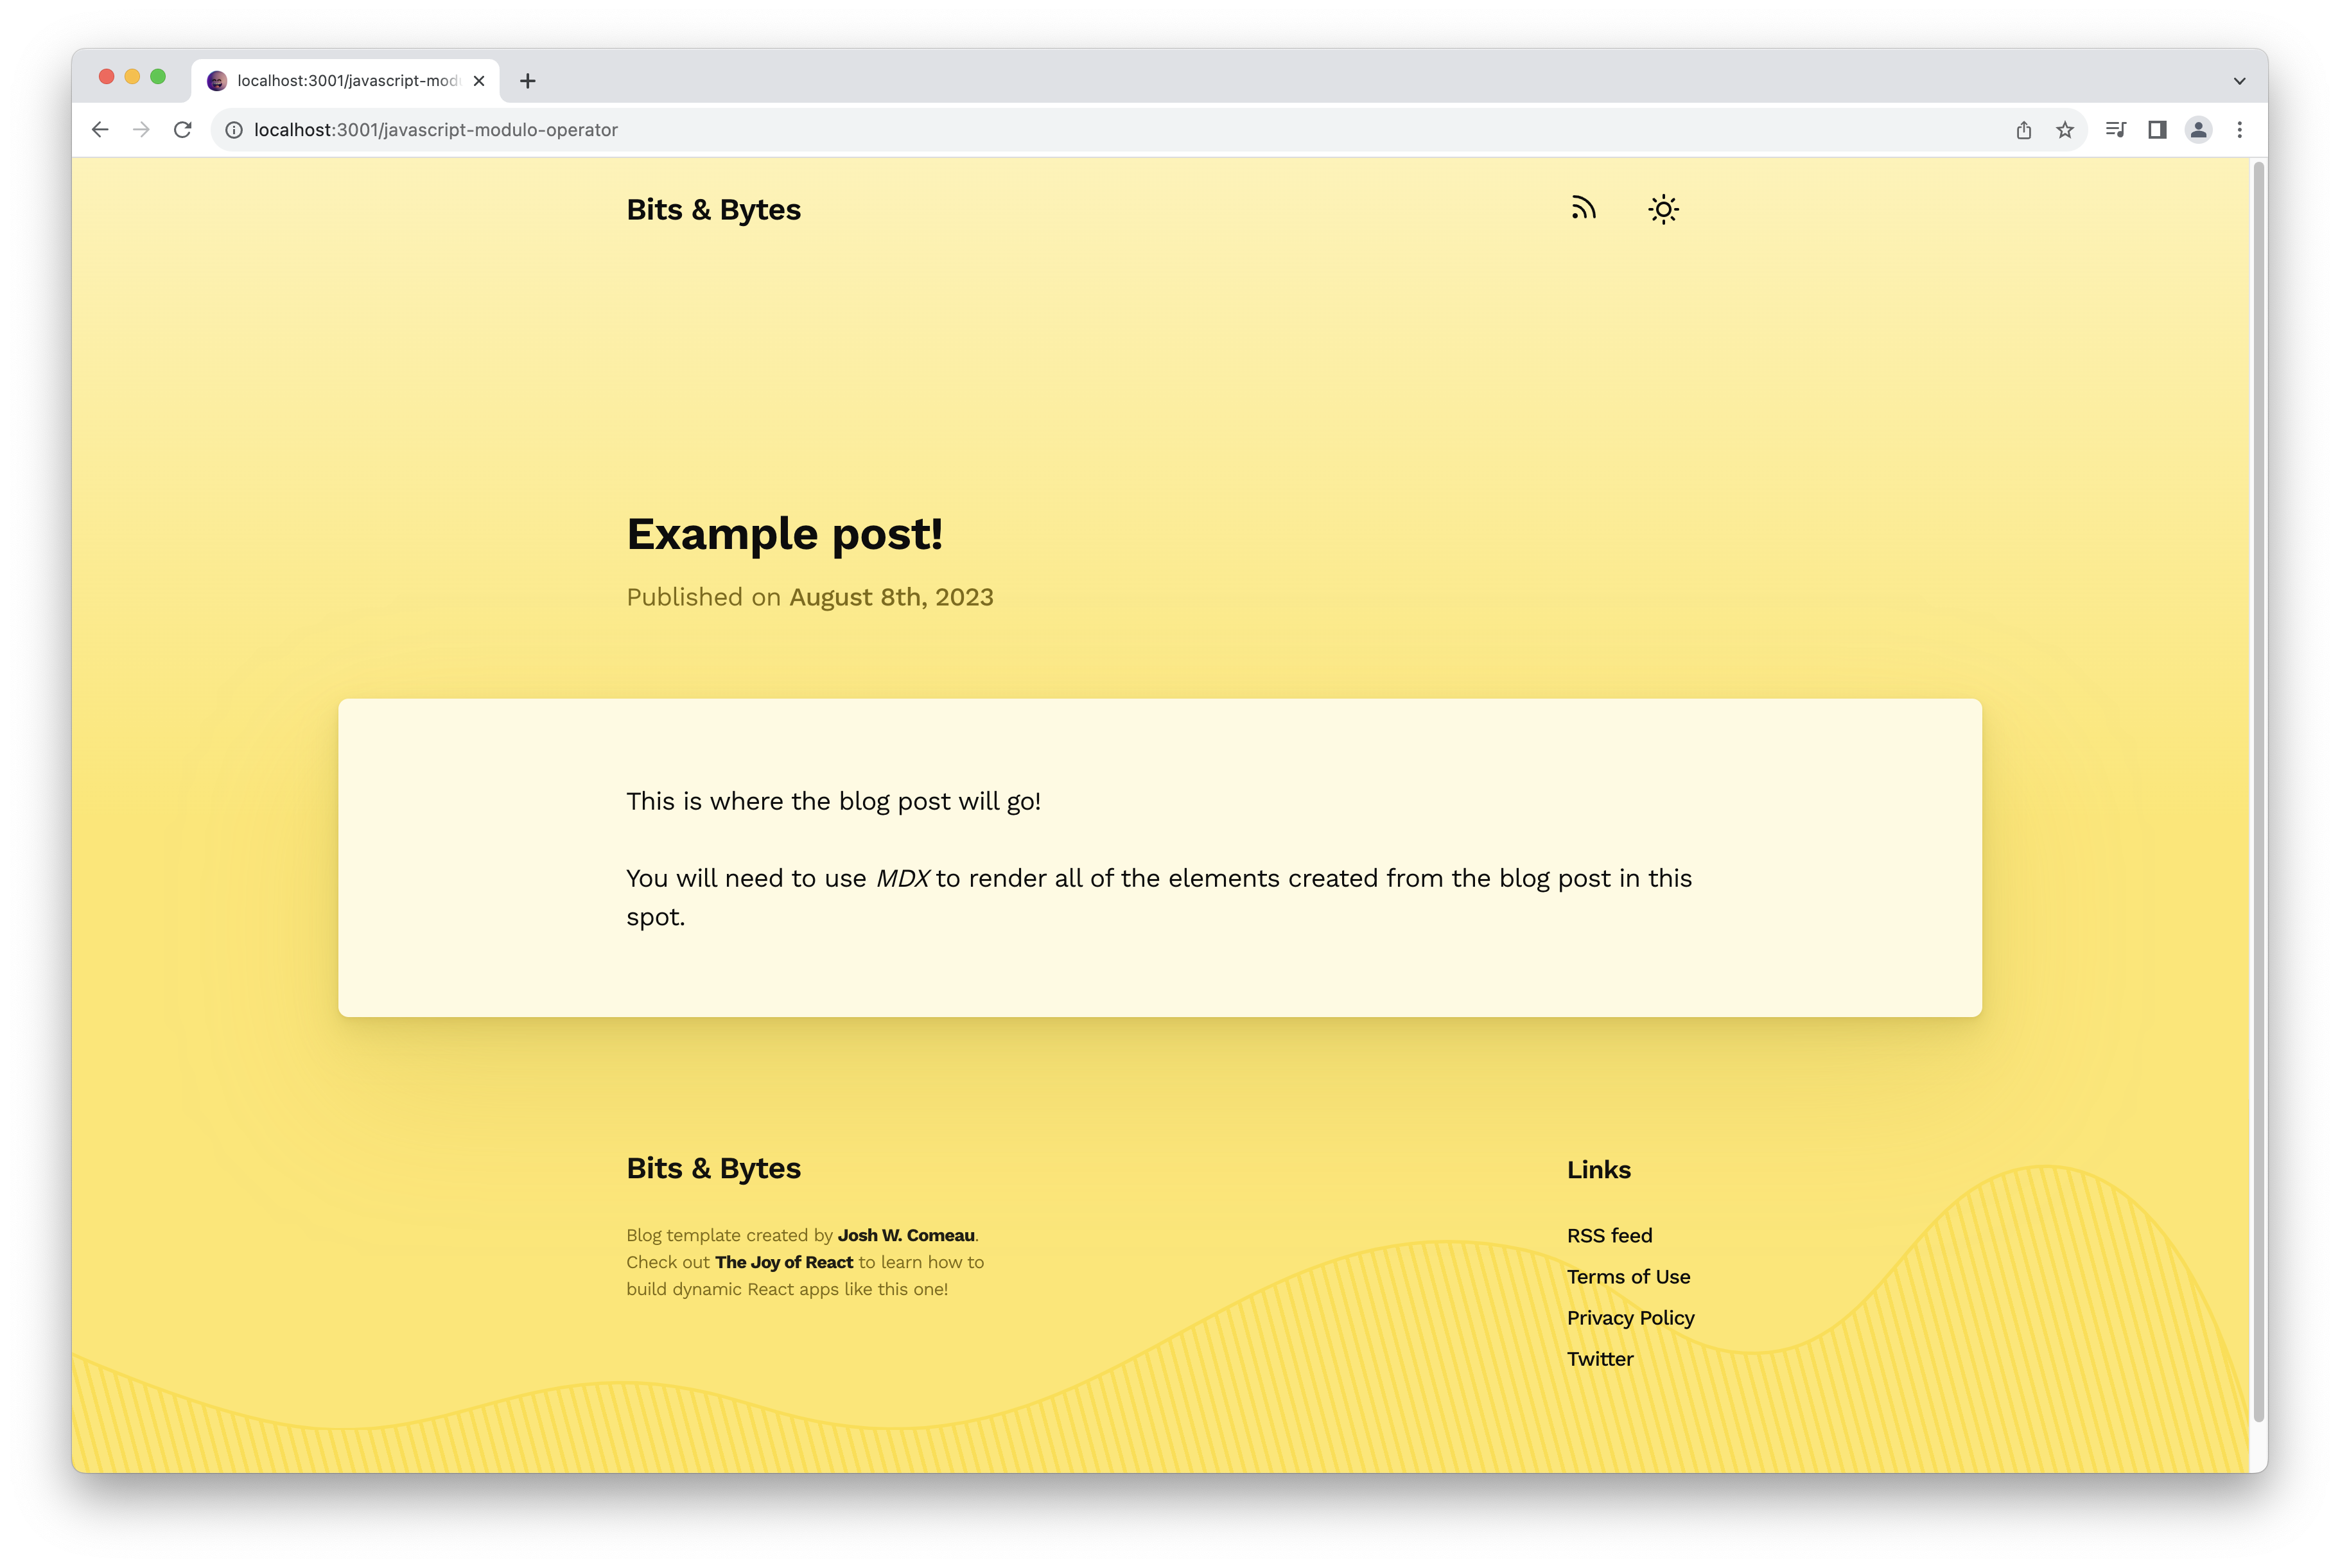 localhost:3001/javascript-mod
localhost:3001/javascript-modulo-operator
Bits & Bytes
Example post!
Published on August 8th, 2023
This is where the blog post will go!
You will need to use MDX to render all of the elements created from the blog post in this
spot.
Bits & Bytes
Blog template created by Josh W. Comeau.
Check out The Joy of React to learn how to
build dynamic React apps like this one!
Links
RSS feed
Terms of Use
Privacy Policy
Twitter